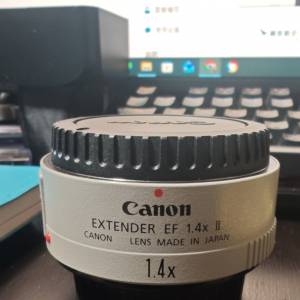 Canon
EXTENDER EF 1.4x II
CANON LENS MADE IN JAPAN
1.4x